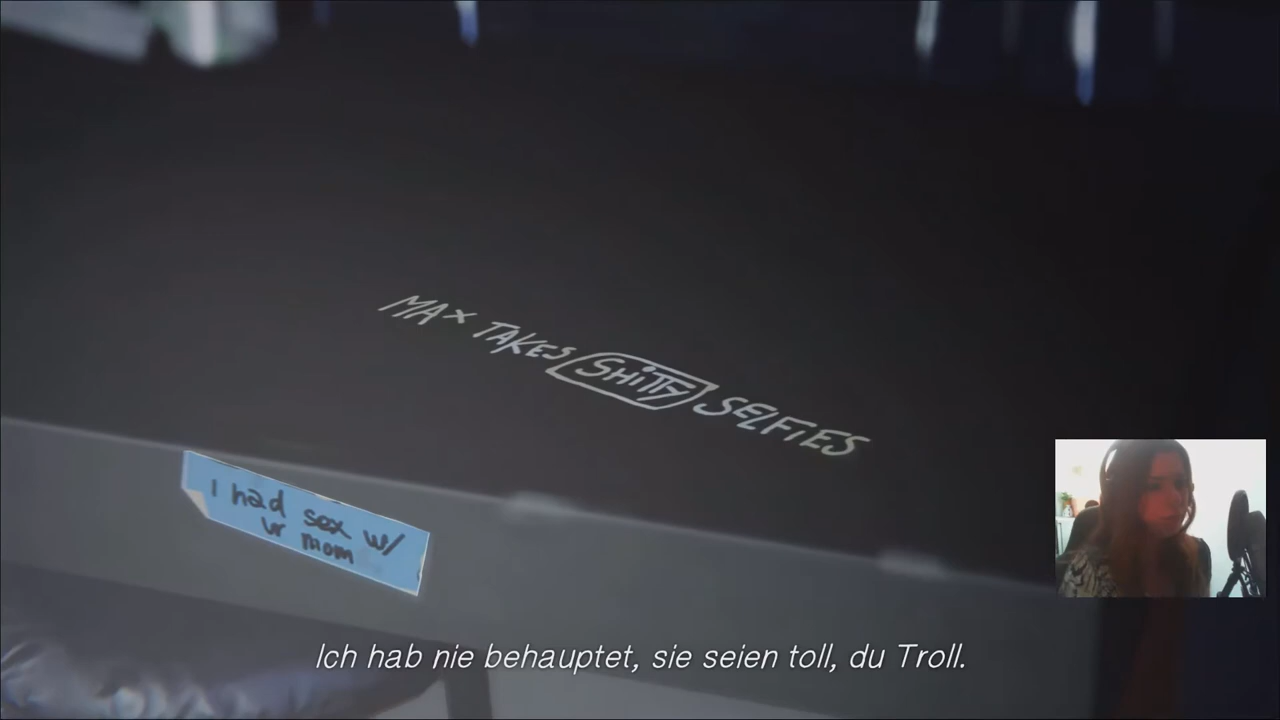 MAX TAKES SHITTY SELFIES
I had sex w/
ur mom
Ich hab nie behauptet, sie seien toll, du Troll.